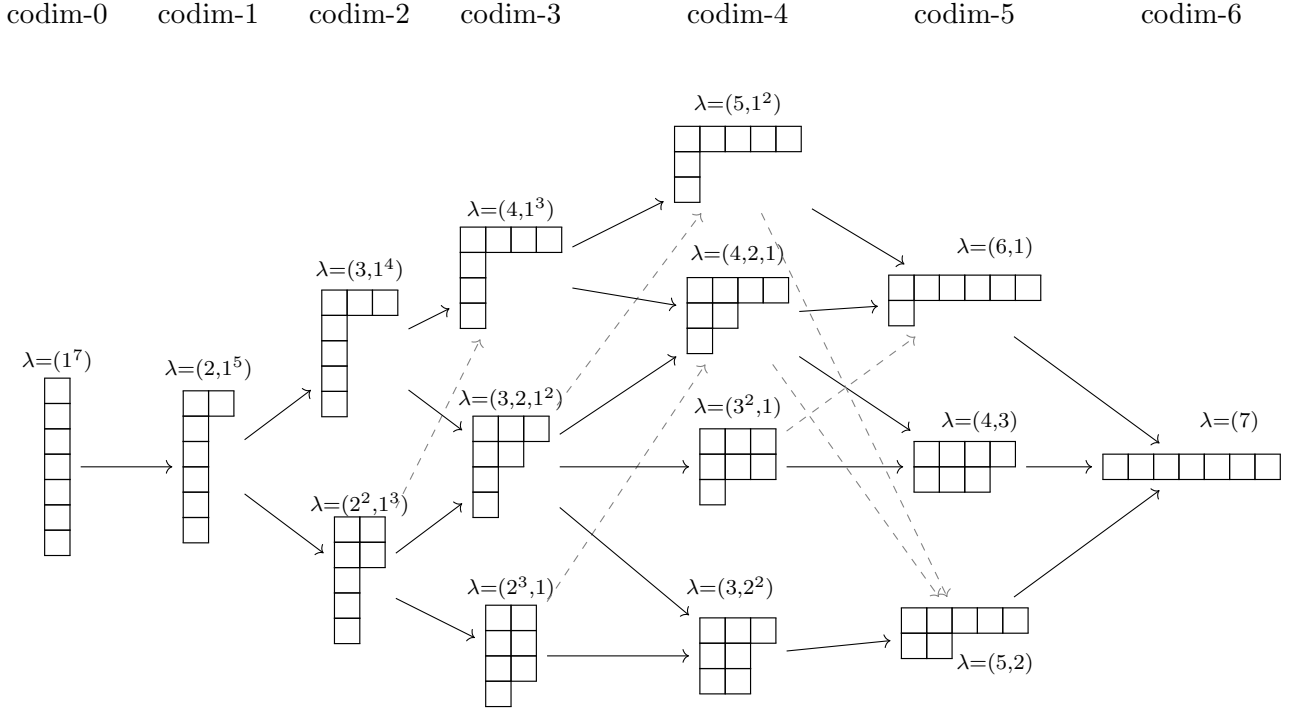 codim-0 codim-1 codim-2 codim-3 codim-4 codim-5 codim-6
λ=(5,1²)
λ=(4,1³)
λ=(4,2,1)
λ=(6,1)
λ=(3,1⁴)
λ=(1⁷)
λ=(2,1⁵)
λ=(3,2,1²)
λ=(3²,1)
λ=(4,3)
λ=(7)
λ=(2²,1³)
λ=(2³,1)
λ=(3,2²)
λ=(5,2)